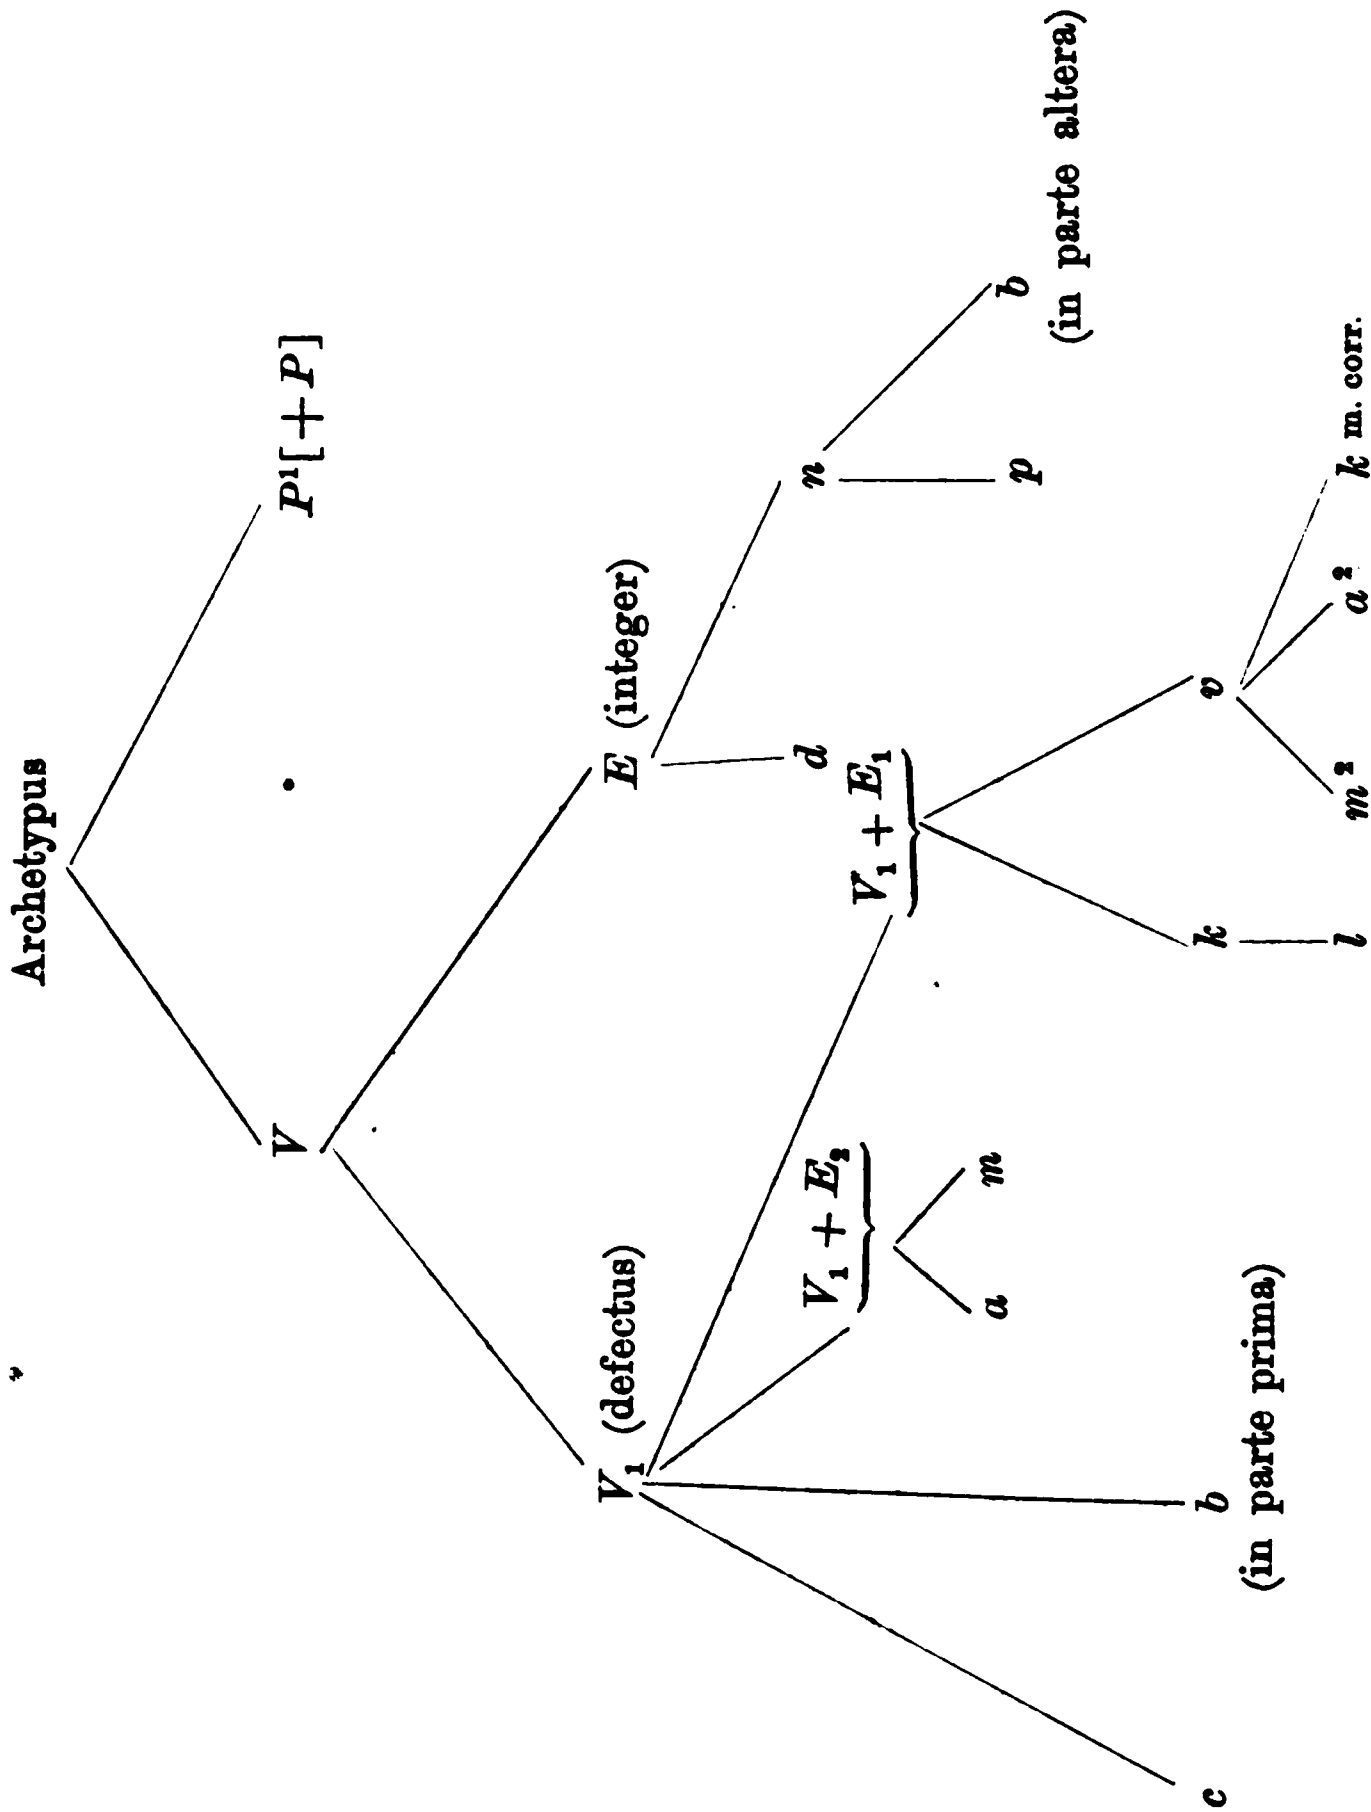 Archetypus
V P¹[+P]
V₁ (defectus) E (integer)
d n
V₁ + E₂ V₁ + E₁
a m p b
(in parte altera)
c b k v
(in parte prima)
l m² a² k m. corr.